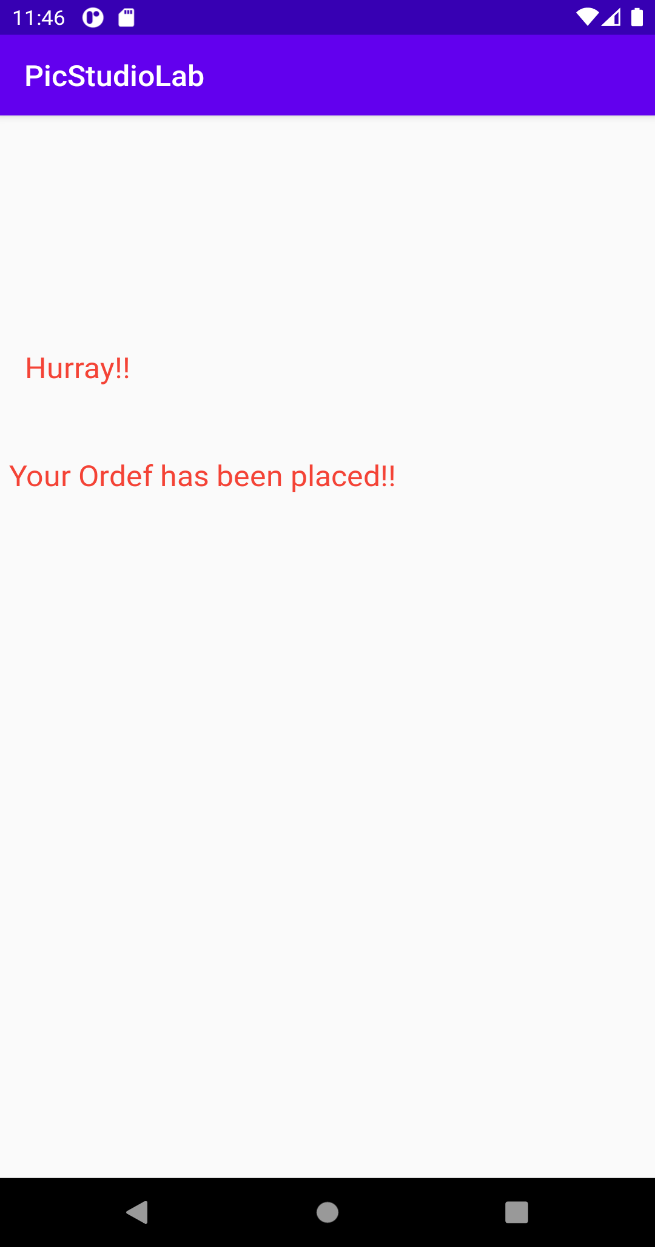 11:46
PicStudioLab
Hurray!!
Your Ordef has been placed!!